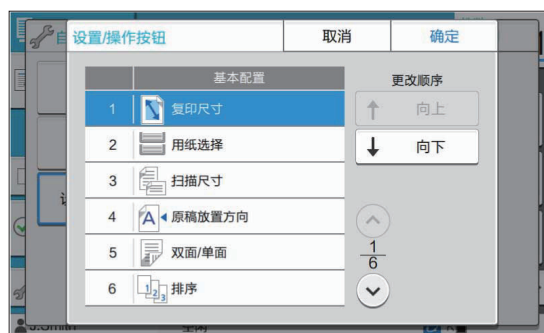 设置/操作按钮
取消
确定
基本配置
更改顺序
1 复印尺寸
向上
2 用纸选择
向下
3 扫描尺寸
4 原稿放置方向
5 双面/单面
1
6
6 排序
J.Smith